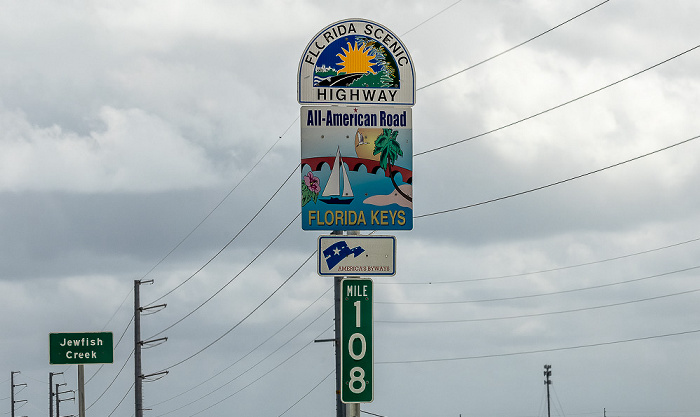 FLORIDA SCENIC
HIGHWAY
All-American Road
FLORIDA KEYS
AMERICA'S BYWAYS
MILE
1
0
8
Jewfish
Creek